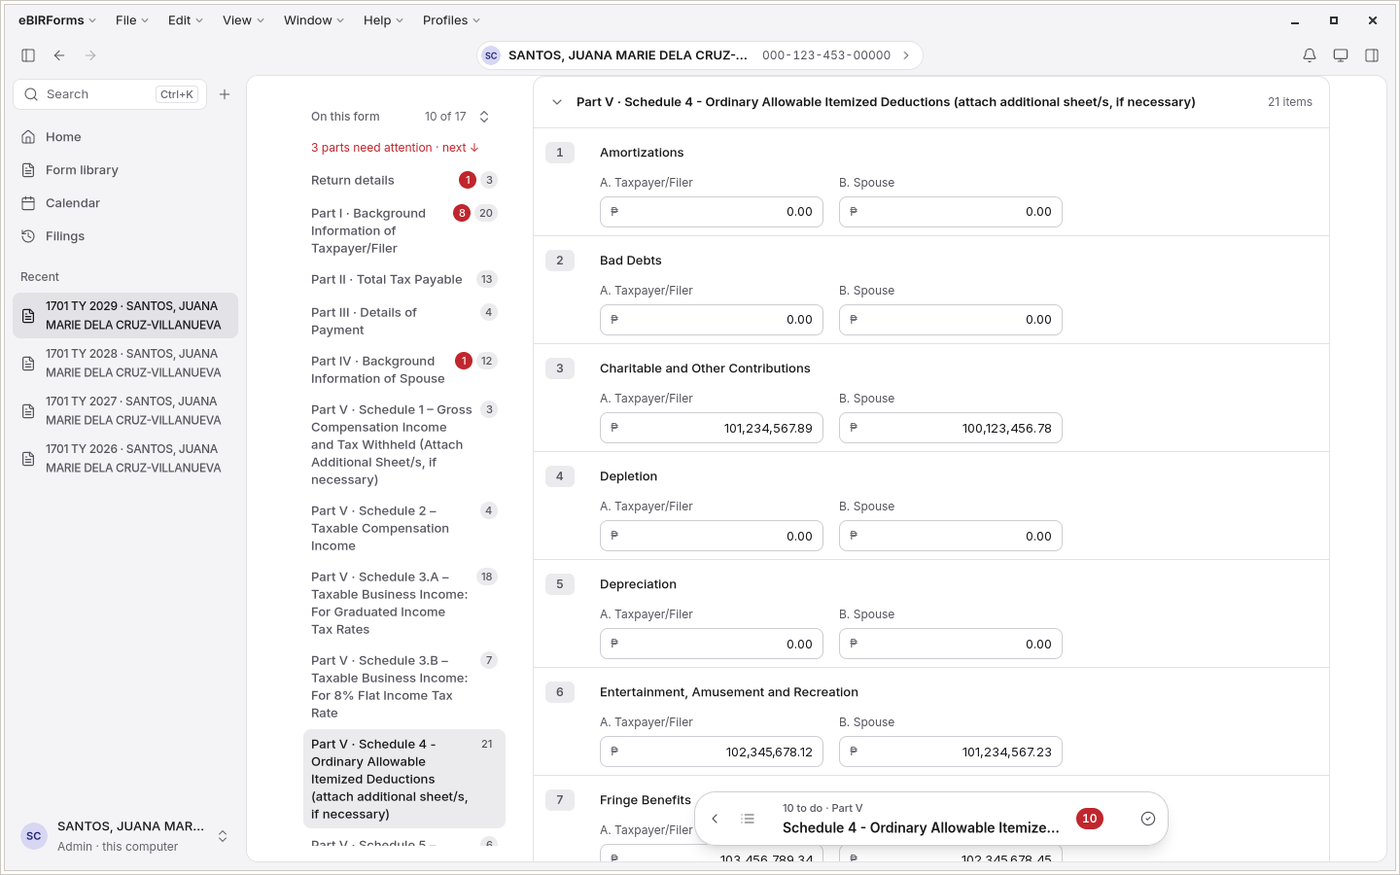 eBIRForms File Edit View Window Help Profiles
SC SANTOS, JUANA MARIE DELA CRUZ-... 000-123-453-00000
Search Ctrl+K
Home
Form library
Calendar
Filings
Recent
1701 TY 2029 · SANTOS, JUANA
MARIE DELA CRUZ-VILLANUEVA
1701 TY 2028 · SANTOS, JUANA
MARIE DELA CRUZ-VILLANUEVA
1701 TY 2027 · SANTOS, JUANA
MARIE DELA CRUZ-VILLANUEVA
1701 TY 2026 · SANTOS, JUANA
MARIE DELA CRUZ-VILLANUEVA
SC SANTOS, JUANA MAR...
Admin · this computer
On this form 10 of 17
3 parts need attention · next ↓
Return details 1 3
Part I · Background 8 20
Information of
Taxpayer/Filer
Part II · Total Tax Payable 13
Part III · Details of 4
Payment
Part IV · Background 1 12
Information of Spouse
Part V · Schedule 1 – Gross 3
Compensation Income
and Tax Withheld (Attach
Additional Sheet/s, if
necessary)
Part V · Schedule 2 – 4
Taxable Compensation
Income
Part V · Schedule 3.A – 18
Taxable Business Income:
For Graduated Income
Tax Rates
Part V · Schedule 3.B – 7
Taxable Business Income:
For 8% Flat Income Tax
Rate
Part V · Schedule 4 - 21
Ordinary Allowable
Itemized Deductions
(attach additional sheet/s,
if necessary)
Part V · Schedule 5 – 6
Part V · Schedule 4 - Ordinary Allowable Itemized Deductions (attach additional sheet/s, if necessary) 21 items
1 Amortizations
A. Taxpayer/Filer B. Spouse
₱ 0.00 ₱ 0.00
2 Bad Debts
A. Taxpayer/Filer B. Spouse
₱ 0.00 ₱ 0.00
3 Charitable and Other Contributions
A. Taxpayer/Filer B. Spouse
₱ 101,234,567.89 ₱ 100,123,456.78
4 Depletion
A. Taxpayer/Filer B. Spouse
₱ 0.00 ₱ 0.00
5 Depreciation
A. Taxpayer/Filer B. Spouse
₱ 0.00 ₱ 0.00
6 Entertainment, Amusement and Recreation
A. Taxpayer/Filer B. Spouse
₱ 102,345,678.12 ₱ 101,234,567.23
7 Fringe Benefits
A. Taxpayer/Filer
₱ 103,456,789.34 ₱ 102,345,678.45
10 to do · Part V
Schedule 4 - Ordinary Allowable Itemize... 10